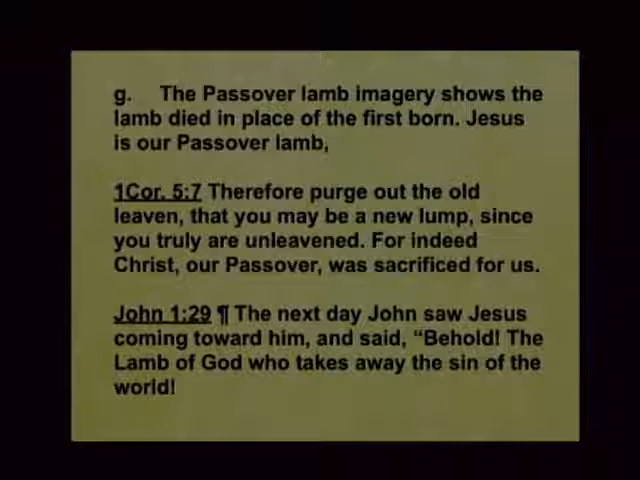 g. The Passover lamb imagery shows the
lamb died in place of the first born. Jesus
is our Passover lamb,
1Cor. 5:7 Therefore purge out the old
leaven, that you may be a new lump, since
you truly are unleavened. For indeed
Christ, our Passover, was sacrificed for us.
John 1:29 ¶ The next day John saw Jesus
coming toward him, and said, “Behold! The
Lamb of God who takes away the sin of the
world!